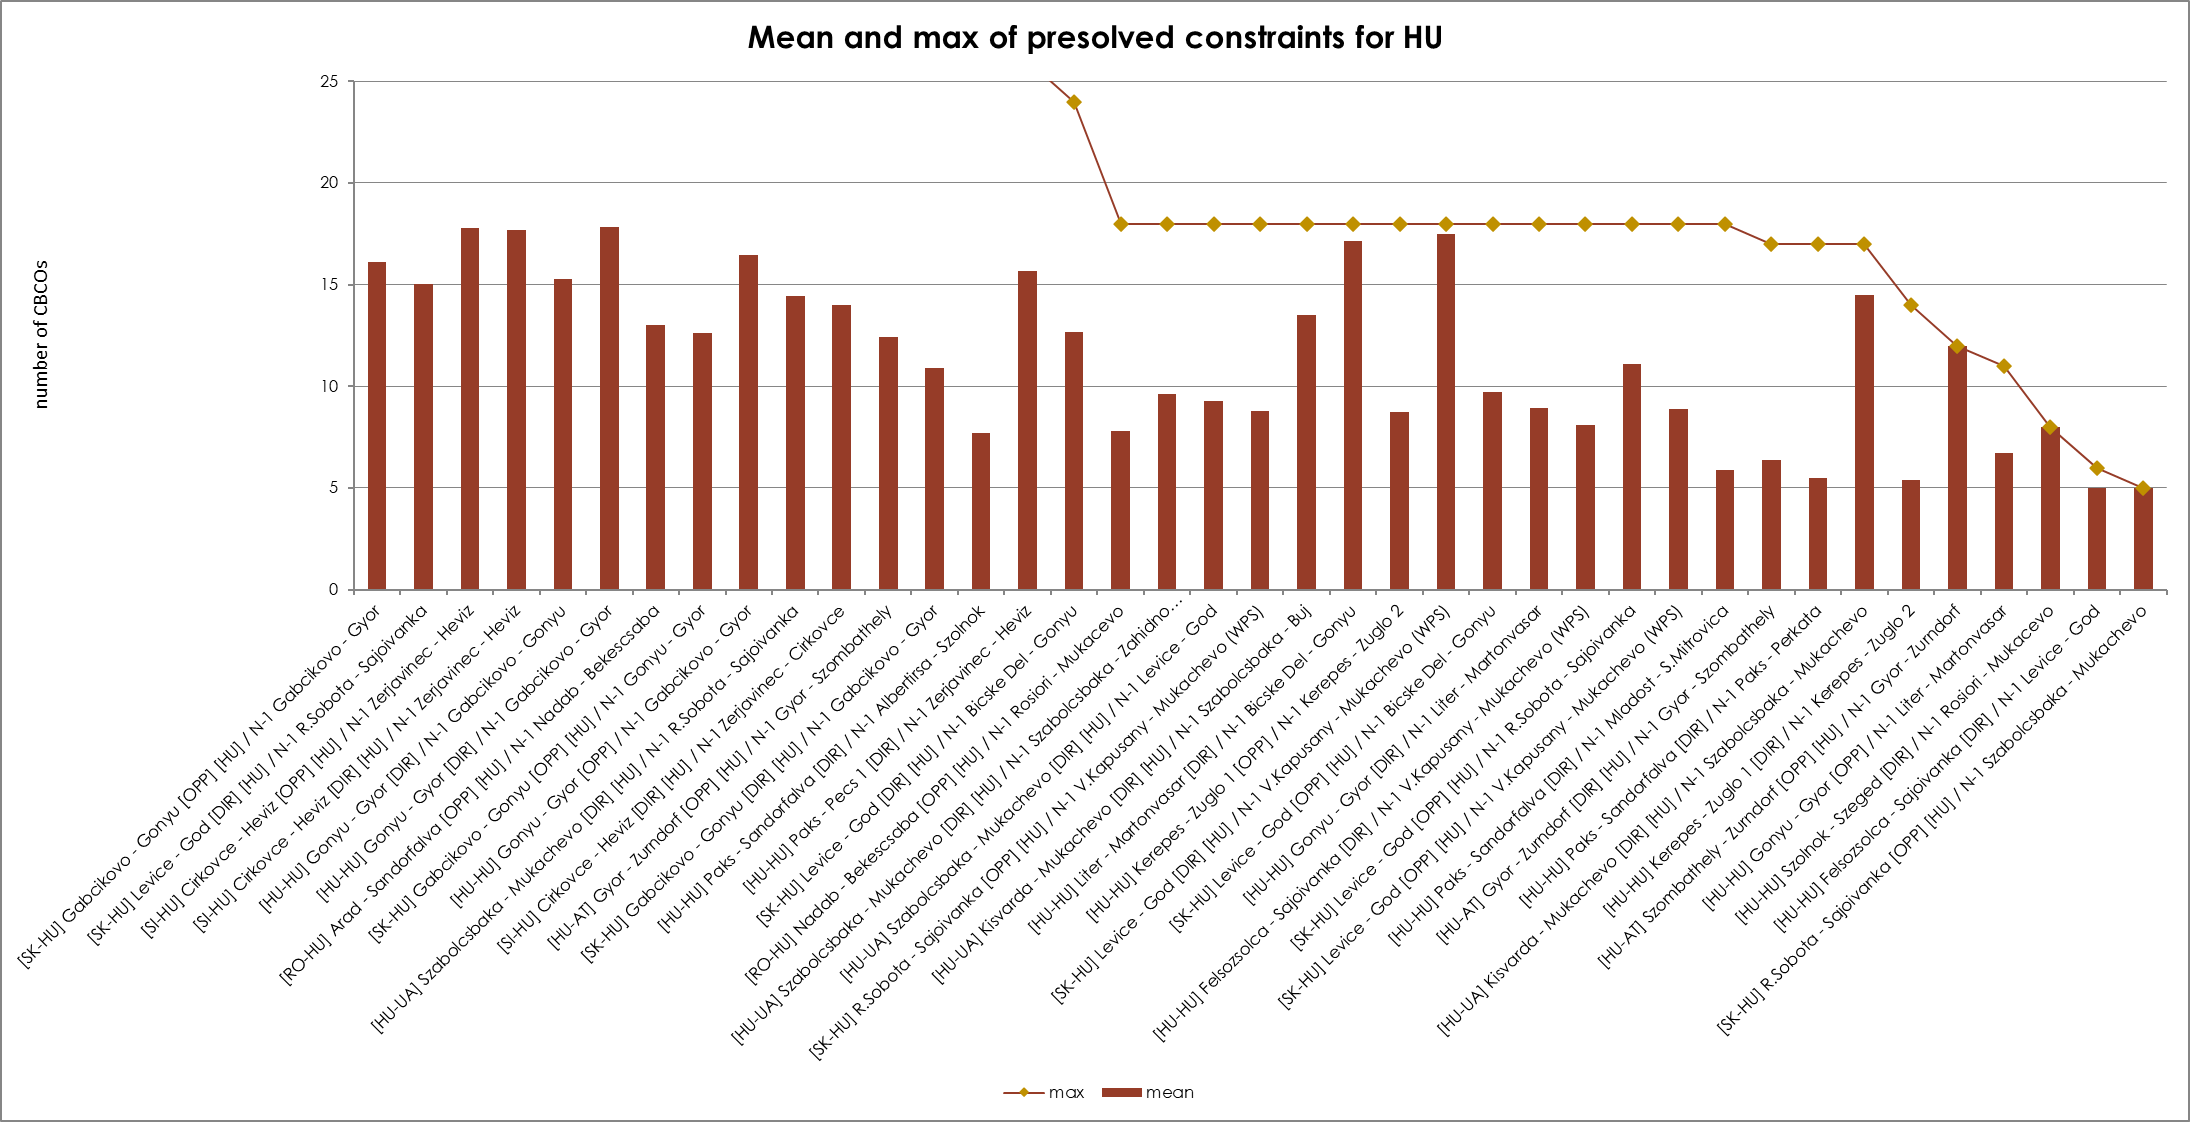 Mean and max of presolved constraints for HU
number of CBCOs
25
20
15
10
5
0
[SK-HU] Gabcikovo - Gonyu [OPP] [HU] / N-1 Gabcikovo - Gyor
[SK-HU] Levice - God [DIR] [HU] / N-1 R.Sobota - Sajoivanka
[SI-HU] Cirkovce - Heviz [OPP] [HU] / N-1 Zerjavinec - Heviz
[SI-HU] Cirkovce - Heviz [DIR] [HU] / N-1 Zerjavinec - Heviz
[HU-HU] Gonyu - Gyor [DIR] / N-1 Gabcikovo - Gonyu
[HU-HU] Gonyu - Gyor [DIR] / N-1 Gabcikovo - Gyor
[RO-HU] Arad - Sandorfalva [OPP] [HU] / N-1 Nadab - Bekescsaba
[SK-HU] Gabcikovo - Gonyu [OPP] [HU] / N-1 Gonyu - Gyor
[HU-HU] Gonyu - Gyor [OPP] / N-1 Gabcikovo - Gyor
[HU-UA] Szabolcsbaka - Mukachevo [DIR] [HU] / N-1 R.Sobota - Sajoivanka
[SI-HU] Cirkovce - Heviz [DIR] [HU] / N-1 Zerjavinec - Cirkovce
[HU-AT] Gyor - Zurndorf [OPP] [HU] / N-1 Gyor - Szombathely
[SK-HU] Gabcikovo - Gonyu [DIR] [HU] / N-1 Gabcikovo - Gyor
[HU-HU] Paks - Sandorfalva [DIR] / N-1 Albertirsa - Szolnok
[HU-HU] Paks - Pecs 1 [DIR] / N-1 Zerjavinec - Heviz
[SK-HU] Levice - God [DIR] [HU] / N-1 Bicske Del - Gonyu
[RO-HU] Nadab - Bekescsaba [OPP] [HU] / N-1 Rosiori - Mukacevo
[HU-UA] Szabolcsbaka - Mukachevo [DIR] [HU] / N-1 Szabolcsbaka - Zahidno…
[HU-UA] Szabolcsbaka - Mukachevo [DIR] [HU] / N-1 Levice - God
[SK-HU] R.Sobota - Sajoivanka [OPP] [HU] / N-1 V.Kapusany - Mukachevo (WPS)
[HU-UA] Kisvarda - Mukachevo [DIR] [HU] / N-1 Szabolcsbaka - Buj
[HU-HU] Liter - Martonvasar [DIR] / N-1 Bicske Del - Gonyu
[HU-HU] Kerepes - Zuglo 1 [OPP] / N-1 Kerepes - Zuglo 2
[SK-HU] Levice - God [DIR] [HU] / N-1 V.Kapusany - Mukachevo (WPS)
[SK-HU] Levice - God [OPP] [HU] / N-1 Bicske Del - Gonyu
[HU-HU] Gonyu - Gyor [DIR] / N-1 Liter - Martonvasar
[HU-HU] Felsozsolca - Sajoivanka [DIR] / N-1 V.Kapusany - Mukachevo (WPS)
[SK-HU] Levice - God [OPP] [HU] / N-1 R.Sobota - Sajoivanka
[SK-HU] Levice - God [OPP] [HU] / N-1 V.Kapusany - Mukachevo (WPS)
[HU-HU] Paks - Sandorfalva [DIR] / N-1 Mladost - S.Mitrovica
[HU-AT] Gyor - Zurndorf [DIR] [HU] / N-1 Gyor - Szombathely
[HU-HU] Paks - Sandorfalva [DIR] / N-1 Paks - Perkata
[HU-UA] Kisvarda - Mukachevo [DIR] [HU] / N-1 Szabolcsbaka - Mukachevo
[HU-HU] Kerepes - Zuglo 1 [DIR] / N-1 Kerepes - Zuglo 2
[HU-AT] Szombathely - Zurndorf [OPP] [HU] / N-1 Gyor - Zurndorf
[HU-HU] Gonyu - Gyor [OPP] / N-1 Liter - Martonvasar
[HU-HU] Szolnok - Szeged [DIR] / N-1 Rosiori - Mukacevo
[HU-HU] Felsozsolca - Sajoivanka [DIR] / N-1 Levice - God
[SK-HU] R.Sobota - Sajoivanka [OPP] [HU] / N-1 Szabolcsbaka - Mukachevo
max
mean